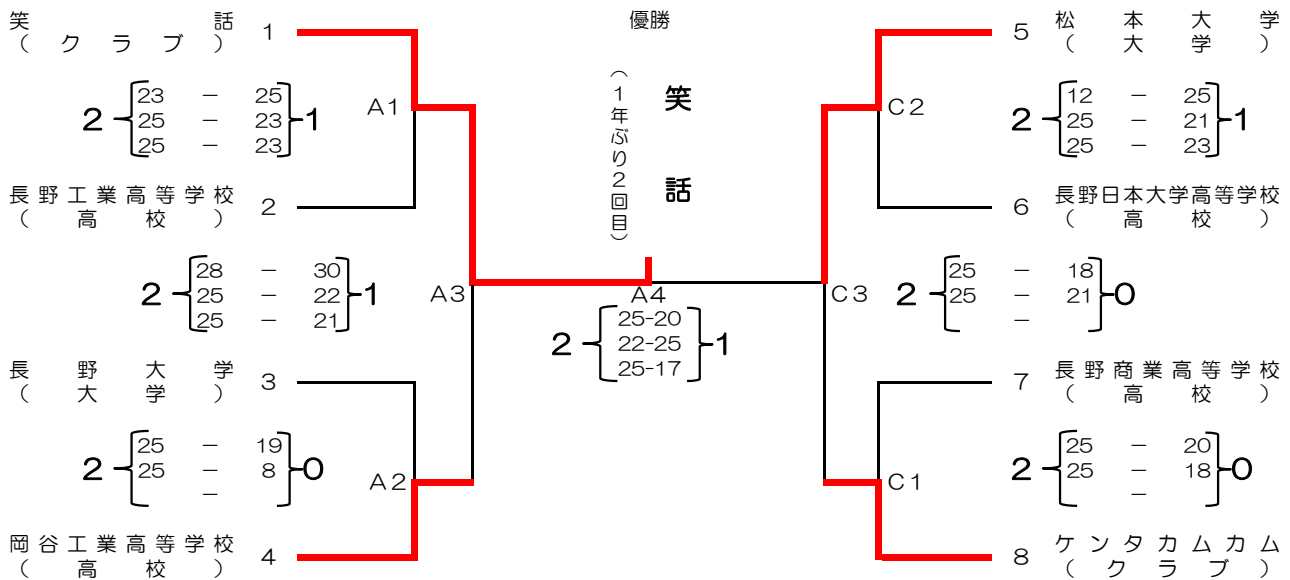 笑話
(クラブ)
1
2 23 － 25 1
25 － 23
25 － 23
A1
長野工業高等学校
(高校)
2
2 28 － 30 1
25 － 22
25 － 21
A3
長野大学
(大学)
3
2 25 － 19 0
25 － 8
－
A2
岡谷工業高等学校
(高校)
4
優勝
笑話
(1年ぶり2回目)
A4
2 25-20 1
22-25
25-17
5
松本大学
(大学)
C2
2 12 － 25 1
25 － 21
25 － 23
6
長野日本大学高等学校
(高校)
C3
2 25 － 18 0
25 － 21
－
7
長野商業高等学校
(高校)
C1
2 25 － 20 0
25 － 18
－
8
ケンタカムカム
(クラブ)